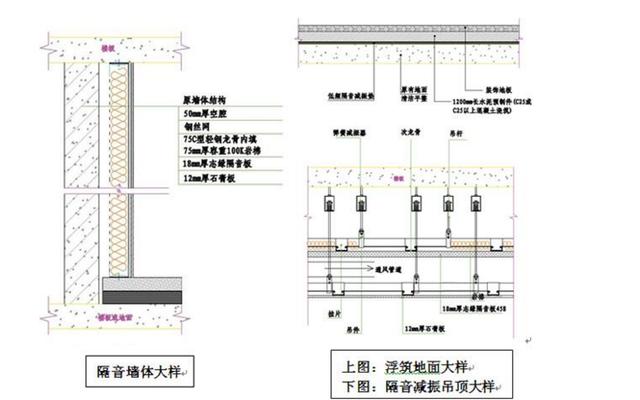 楼板
原墙体结构
50mm厚空腔
钢丝网
75C型轻钢龙骨内填
75mm厚容重100K岩棉
18mm厚志绿隔音板
12mm厚石膏板
楼板或地面
隔音墙体大样
低频隔音减振垫
原有地面
清洁平整
装饰地板
1200mm长水泥预制件(C25或
C25以上混凝土浇筑)
弹簧减振器
次龙骨
吊杆
楼板
通风管道
岩棉
18mm厚志绿隔音板458
挂片
吊件
12mm厚石膏板
上图：浮筑地面大样
下图：隔音减振吊顶大样